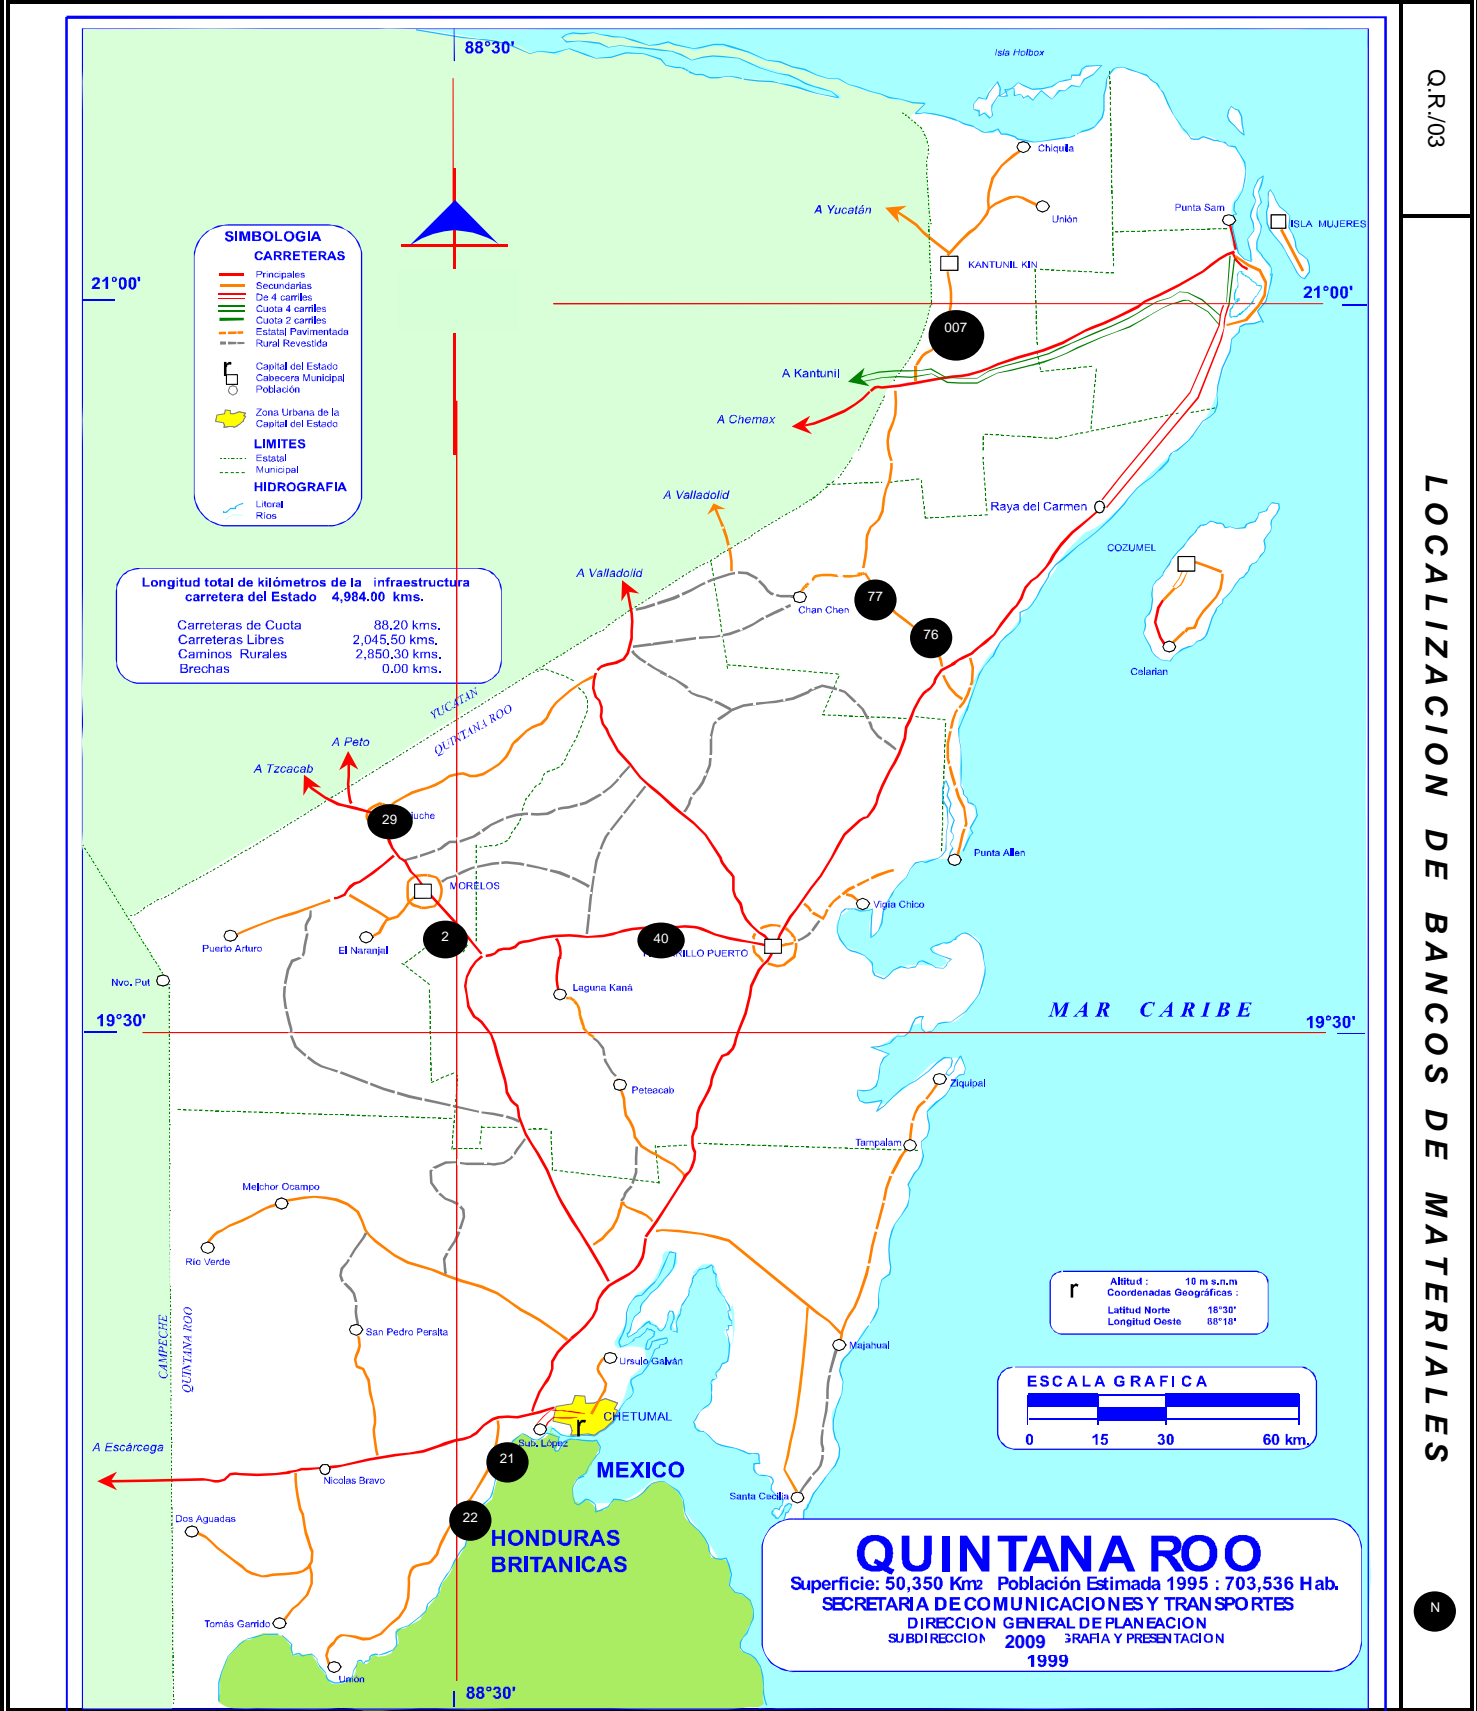 88°30'
Isla Holbox
Q.R./03
Chiquila
A Yucatán
Unión
Punta Sam
ISLA MUJERES
KANTUNIL KIN
21°00'
21°00'
SIMBOLOGIA
CARRETERAS
Principales
Secundarias
De 4 carriles
Cuota 4 carriles
Cuota 2 carriles
Estatal Pavimentada
Rural Revestida
r Capital del Estado
Cabecera Municipal
Población
Zona Urbana de la
Capital del Estado
LIMITES
Estatal
Municipal
HIDROGRAFIA
Litoral
Rios
007
A Kantunil
A Chemax
A Valladolid
Raya del Carmen
COZUMEL
A Valladolid
Longitud total de kilómetros de la infraestructura
carretera del Estado 4,984.00 kms.
Carreteras de Cuota 88.20 kms.
Carreteras Libres 2,045.50 kms.
Caminos Rurales 2,850.30 kms.
Brechas 0.00 kms.
Chan Chen
77
76
Celarian
YUCATAN
QUINTANA ROO
A Peto
A Tzcacab
29
iuche
Punta Allen
MORELOS
Vigia Chico
Puerto Arturo
El Naranjal
2
40
RILLO PUERTO
Nvo. Put
Laguna Kaná
MAR CARIBE
19°30'
19°30'
Peteacab
Ziquipal
Tampalam
Melchor Ocampo
Río Verde
r
Altitud : 10 m s.n.m
Coordenadas Geográficas :
Latitud Norte 18°30'
Longitud Oeste 88°18'
CAMPECHE
QUINTANA ROO
San Pedro Peralta
Majahual
Ursulo Galván
ESCALA GRAFICA
0 15 30 60 km.
r
CHETUMAL
Sub. López
A Escárcega
21
MEXICO
Nicolas Bravo
Santa Cecilia
Dos Aguadas
22
HONDURAS
BRITANICAS
QUINTANA ROO
Superficie: 50,350 Km2 Población Estimada 1995 : 703,536 Hab.
SECRETARIA DE COMUNICACIONES Y TRANSPORTES
DIRECCION GENERAL DE PLANEACION
SUBDIRECCION 2009 GRAFIA Y PRESENTACION
1999
Tomás Garrido
Unión
88°30'
LOCALIZACION DE BANCOS DE MATERIALES
N